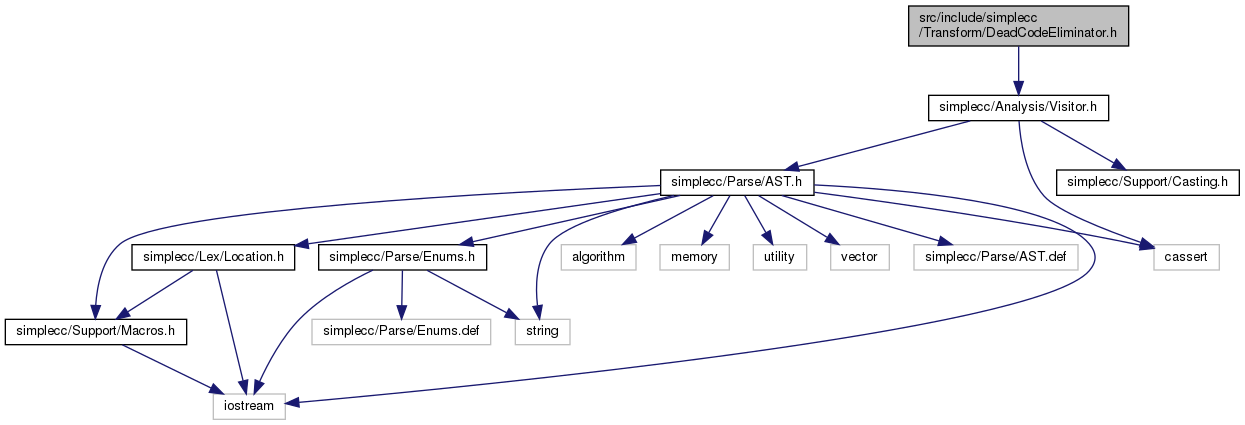 src/include/simplecc
/Transform/DeadCodeEliminator.h
simplecc/Analysis/Visitor.h
simplecc/Parse/AST.h
simplecc/Support/Casting.h
simplecc/Lex/Location.h
simplecc/Parse/Enums.h
algorithm
memory
utility
vector
simplecc/Parse/AST.def
cassert
simplecc/Support/Macros.h
simplecc/Parse/Enums.def
string
iostream